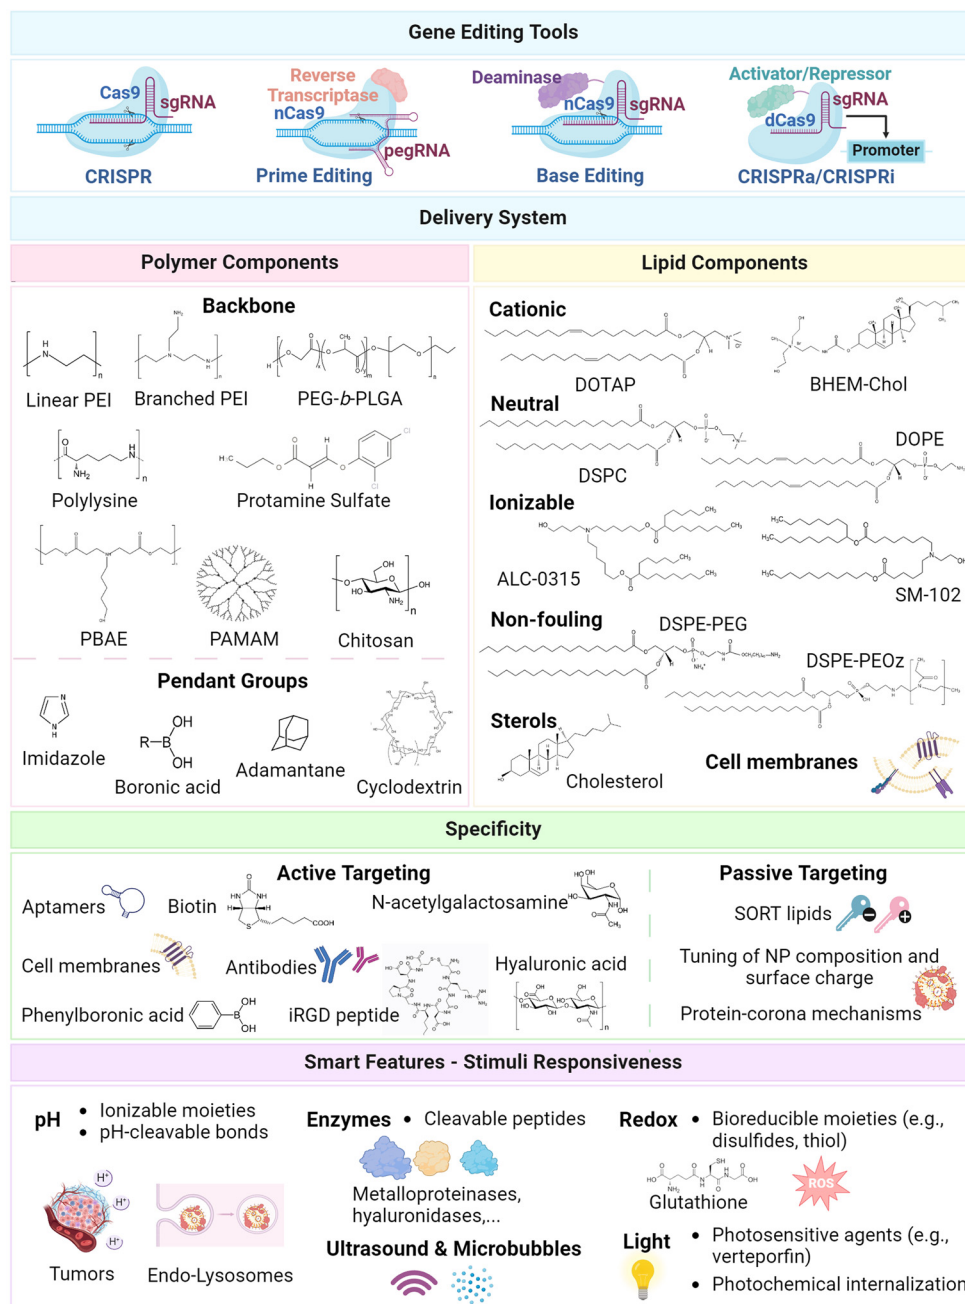 Gene Editing Tools
Cas9
sgRNA
CRISPR
Reverse
Transcriptase
nCas9
pegRNA
Prime Editing
Deaminase
nCas9
sgRNA
Base Editing
Activator/Repressor
sgRNA
dCas9
Promoter
CRISPRa/CRISPRi
Delivery System
Polymer Components
Backbone
Linear PEI
Branched PEI
PEG-b-PLGA
Polylysine
Protamine Sulfate
PBAE
PAMAM
Chitosan
Pendant Groups
Imidazole
Boronic acid
Adamantane
Cyclodextrin
Lipid Components
Cationic
DOTAP
BHEM-Chol
Neutral
DSPC
DOPE
Ionizable
ALC-0315
SM-102
Non-fouling
DSPE-PEG
DSPE-PEOz
Sterols
Cholesterol
Cell membranes
Specificity
Active Targeting
Aptamers
Biotin
N-acetylgalactosamine
Cell membranes
Antibodies
Hyaluronic acid
Phenylboronic acid
iRGD peptide
Passive Targeting
SORT lipids
Tuning of NP composition and
surface charge
Protein-corona mechanisms
Smart Features - Stimuli Responsiveness
pH
• Ionizable moieties
• pH-cleavable bonds
H⁺
H⁺
H⁺
Tumors
Endo-Lysosomes
Enzymes
• Cleavable peptides
Metalloproteinases,
hyaluronidases,...
Ultrasound & Microbubbles
Redox
• Bioreducible moieties (e.g.,
disulfides, thiol)
Glutathione
ROS
Light
• Photosensitive agents (e.g.,
verteporfin)
• Photochemical internalization